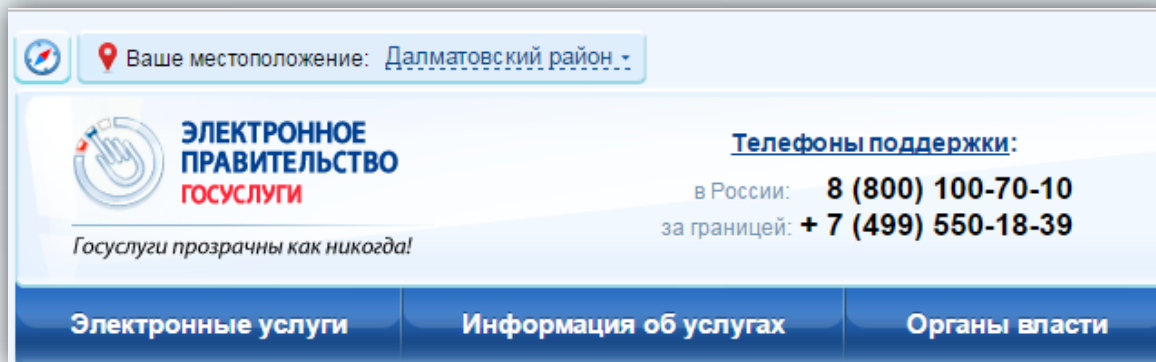 Ваше местоположение: Далматовский район
ЭЛЕКТРОННОЕ
ПРАВИТЕЛЬСТВО
ГОСУСЛУГИ
Госуслуги прозрачны как никогда!
Телефоны поддержки:
в России: 8 (800) 100-70-10
за границей: + 7 (499) 550-18-39
Электронные услуги Информация об услугах Органы власти